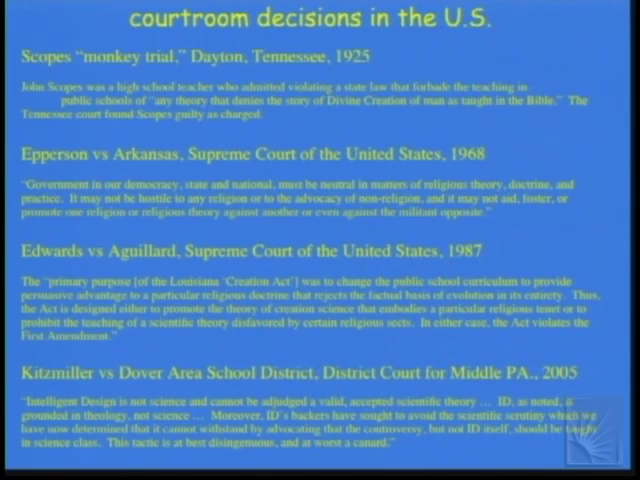 courtroom decisions in the U.S.
Scopes “monkey trial,” Dayton, Tennessee, 1925
John Scopes was a high school teacher who admitted violating a state law that forbade the teaching in
public schools of “any theory that denies the story of Divine Creation of man as taught in the Bible.” The
Tennessee court found Scopes guilty as charged.
Epperson vs Arkansas, Supreme Court of the United States, 1968
“Government in our democracy, state and national, must be neutral in matters of religious theory, doctrine, and
practice. It may not be hostile to any religion or to the advocacy of non-religion, and it may not aid, foster, or
promote one religion or religious theory against another or even against the militant opposite.”
Edwards vs Aguillard, Supreme Court of the United States, 1987
The “primary purpose [of the Louisiana ‘Creation Act’] was to change the public school curriculum to provide
persuasive advantage to a particular religious doctrine that rejects the factual basis of evolution in its entirety. Thus,
the Act is designed either to promote the theory of creation science that embodies a particular religious tenet or to
prohibit the teaching of a scientific theory disfavored by certain religious sects. In either case, the Act violates the
First Amendment.”
Kitzmiller vs Dover Area School District, District Court for Middle PA., 2005
“Intelligent Design is not science and cannot be adjudged a valid, accepted scientific theory … ID, as noted, is
grounded in theology, not science … Moreover, ID’s backers have sought to avoid the scientific scrutiny which we
have now determined that it cannot withstand by advocating that the controversy, but not ID itself, should be taught
in science class. This tactic is at best disingenuous, and at worst a canard.”